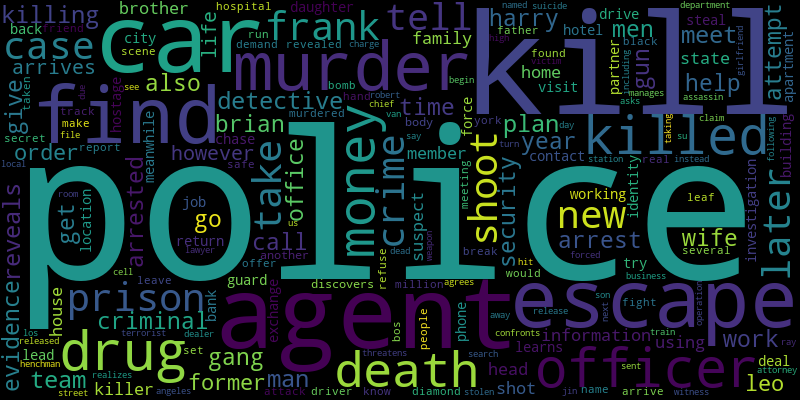 killing
brother
hospital
daughter
named
suicide
department
back
friend
car
frank
tell
harry
drive
steal
father
high
girlfriend
case
city
scene
life
run
demand
revealed
charge
family
men
meet
hotel
black
including
partner
victim
kill
attempt
arrives
murder
gun
found
state
apartment
give
taken
see
bomb
robert
van
chief
hand
begin
home
visit
manages
asks
assassin
help
also
time
force
find
due
track
make
file
hostage
detective
murdered
body
york
say
turn
plan
day
claim
killed
building
secret
however
brian
chase
safe
member
year
su
taking
following
order
report
meanwhile
office
money
crime
shoot
contact
station
real
instead
local
arrested
take
suspect
meeting
security
identity
investigation
evidence
reveals
get
location
room
job
go
return
lawyer
call
us
another
dead
weapon
break
hit
would
working
new
forced
leaf
wife
several
later
police
arrest
cell
leave
offer
guard
discovers
refuse
agrees
try
business
prison
house
bank
million
phone
away
son
next
fight
escape
criminal
exchange
agent
bos
people
release
operation
los
released
lead
terrorist
dealer
set
gang
confronts
information
using
train
ray
work
henchman
drug
threatens
search
learns
officer
deal
attorney
team
realizes
former
death
head
sent
leo
street
killer
angeles
man
attack
driver
know
diamond
stolen
shot
jin
name
arrive
witness